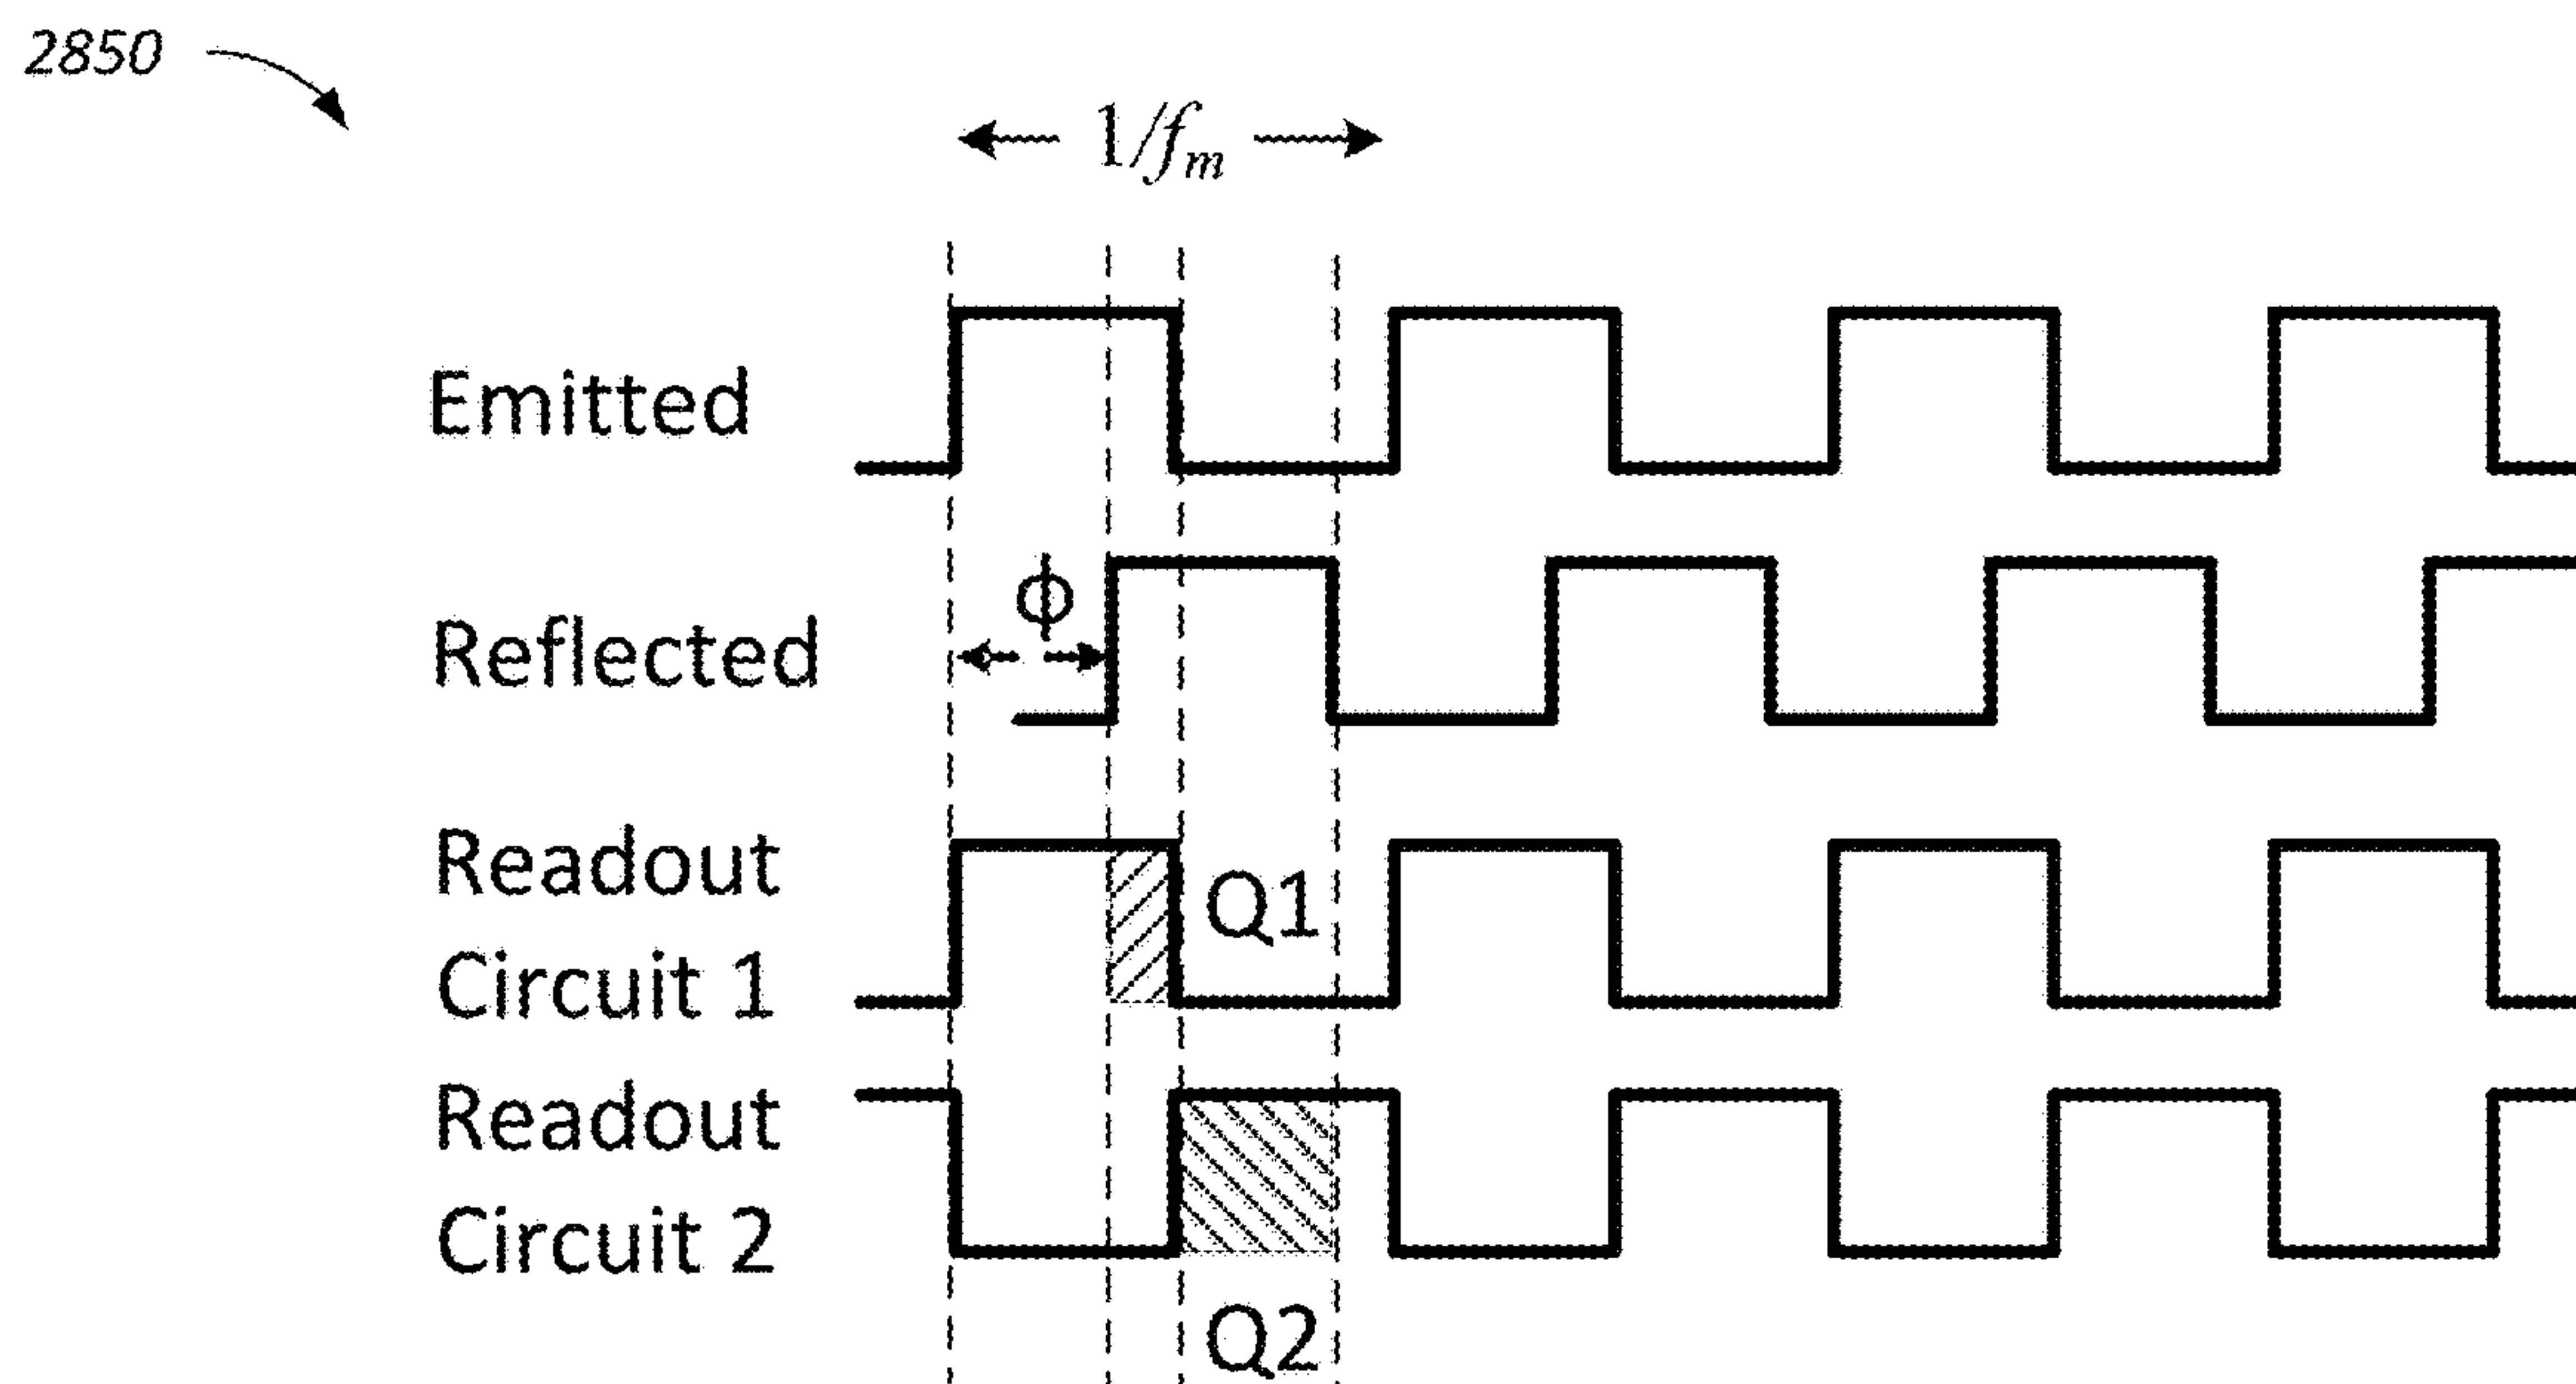 2850
1/fm
Emitted
ϕ
Reflected
Readout
Circuit 1
Q1
Readout
Circuit 2
Q2